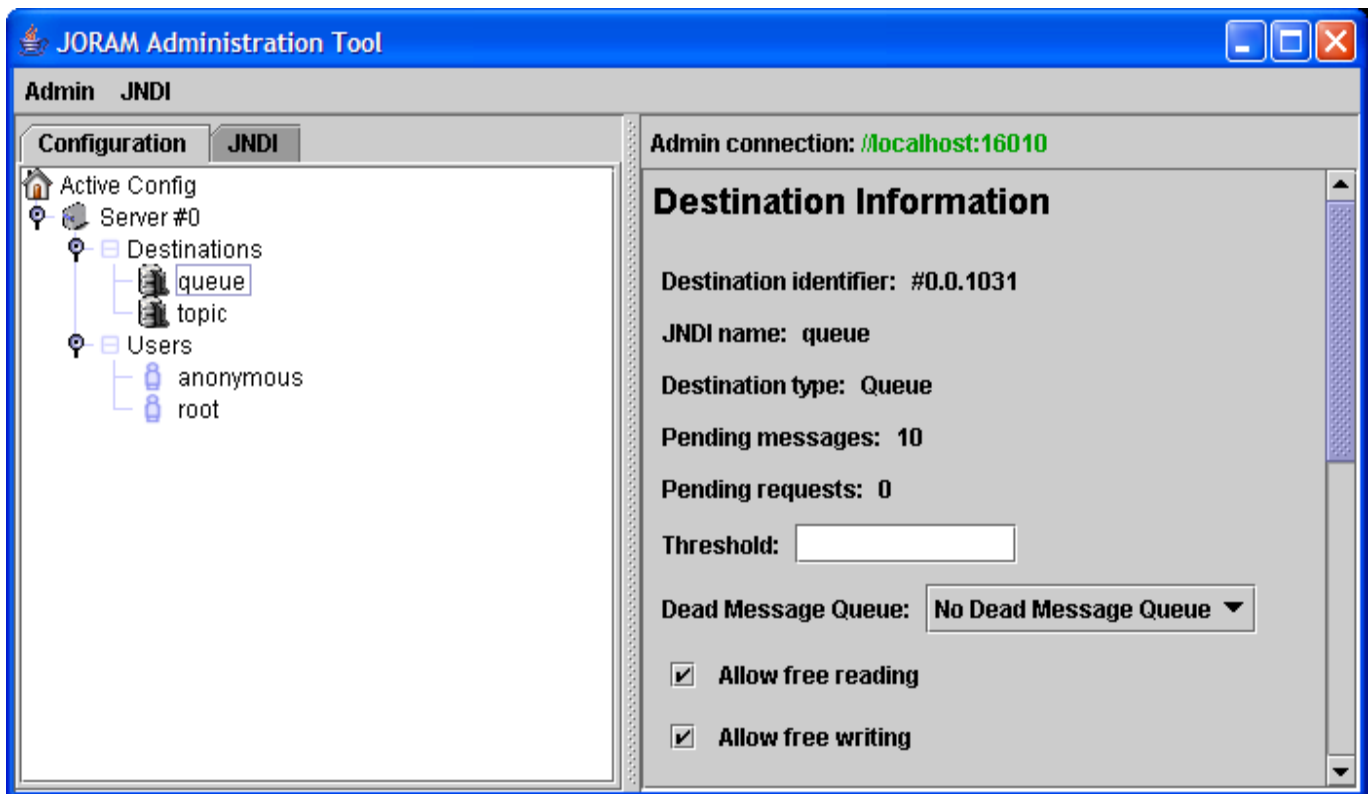 JORAM Administration Tool
Admin JNDI
Configuration JNDI
Active Config
Server #0
Destinations
queue
topic
Users
anonymous
root
Admin connection: //localhost:16010
Destination Information
Destination identifier: #0.0.1031
JNDI name: queue
Destination type: Queue
Pending messages: 10
Pending requests: 0
Threshold:
Dead Message Queue: No Dead Message Queue
Allow free reading
Allow free writing